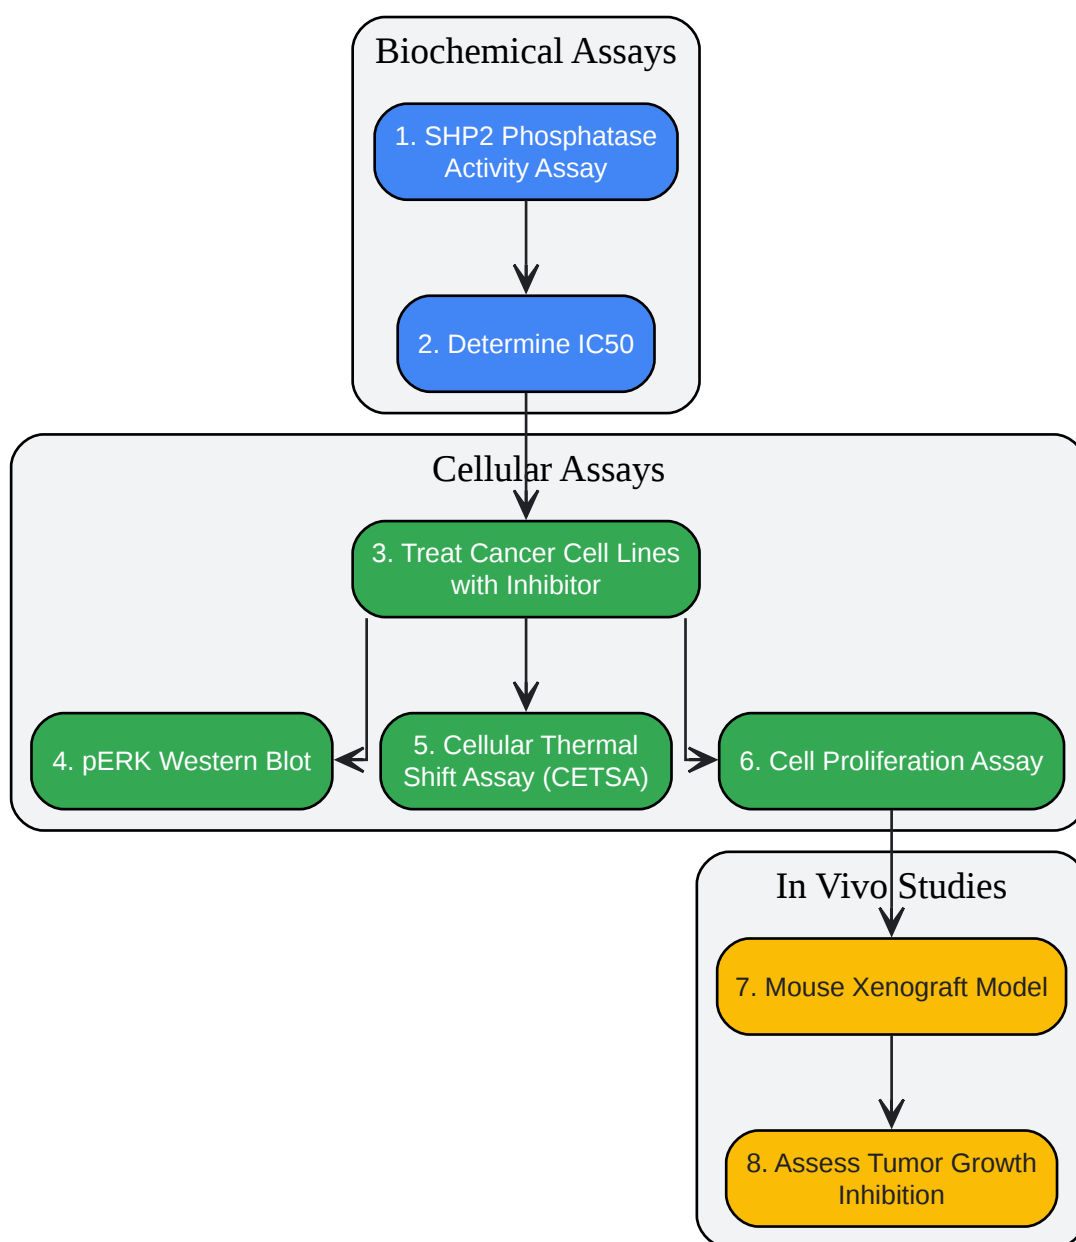 Biochemical Assays
1. SHP2 Phosphatase
Activity Assay
2. Determine IC50
Cellular Assays
3. Treat Cancer Cell Lines
with Inhibitor
4. pERK Western Blot
5. Cellular Thermal
Shift Assay (CETSA)
6. Cell Proliferation Assay
In Vivo Studies
7. Mouse Xenograft Model
8. Assess Tumor Growth
Inhibition